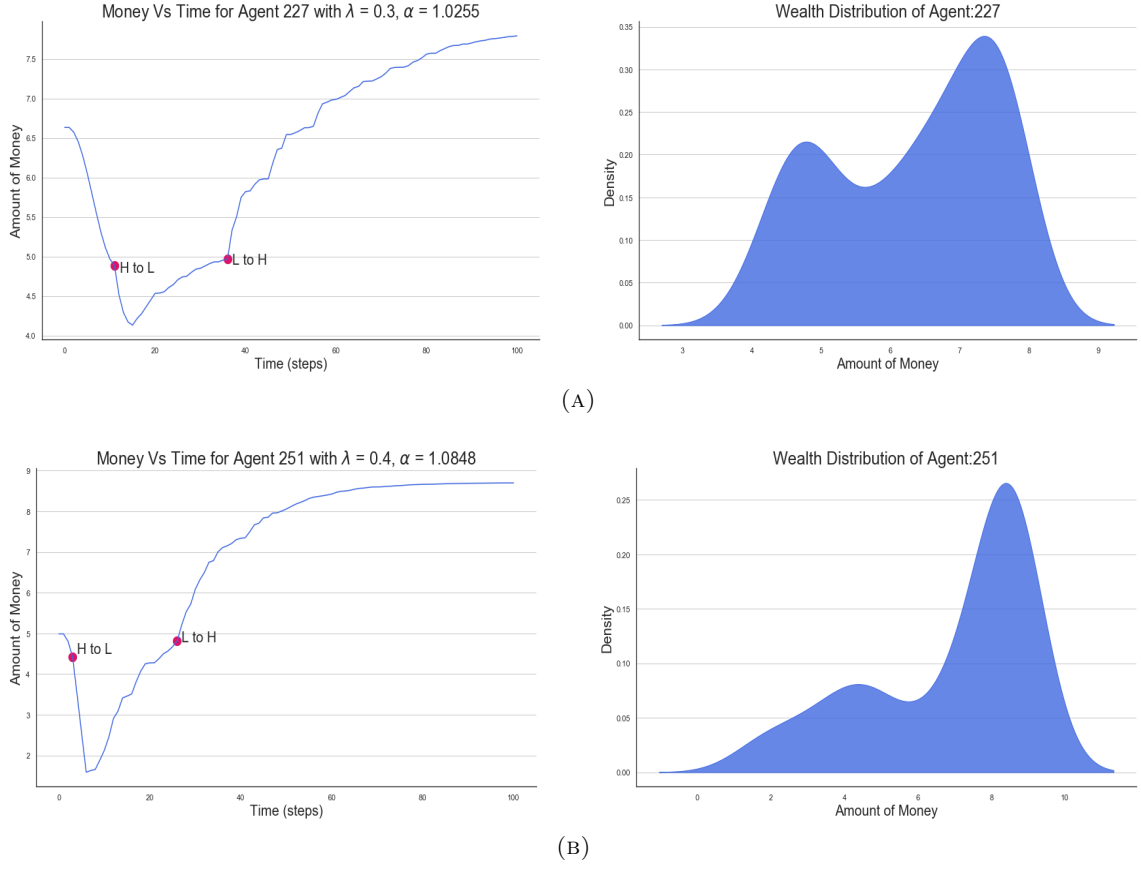 Money Vs Time for Agent 227 with λ = 0.3, α = 1.0255
Amount of Money
7.5
7.0
6.5
6.0
5.5
5.0
4.5
4.0
H to L
L to H
0 20 40 60 80 100
Time (steps)
Wealth Distribution of Agent:227
Density
0.35
0.30
0.25
0.20
0.15
0.10
0.05
0.00
3 4 5 6 7 8 9
Amount of Money
(A)
Money Vs Time for Agent 251 with λ = 0.4, α = 1.0848
Amount of Money
9
8
7
6
5
4
3
2
H to L
L to H
0 20 40 60 80 100
Time (steps)
Wealth Distribution of Agent:251
Density
0.25
0.20
0.15
0.10
0.05
0.00
0 2 4 6 8 10
Amount of Money
(B)